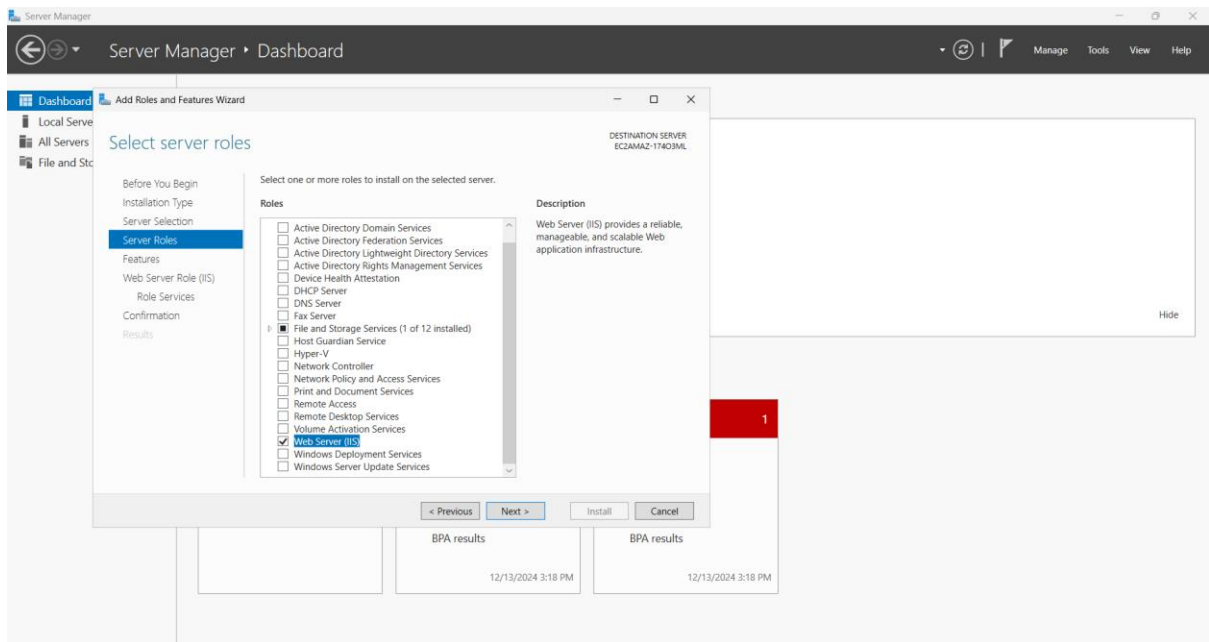 Server Manager
Server Manager • Dashboard
Manage Tools View Help
Dashboard
Local Serve
All Servers
File and Sto
Add Roles and Features Wizard
Select server roles
DESTINATION SERVER
EC2AMAZ-174O3ML
Before You Begin
Installation Type
Server Selection
Server Roles
Features
Web Server Role (IIS)
Role Services
Confirmation
Results
Select one or more roles to install on the selected server.
Roles
Active Directory Domain Services
Active Directory Federation Services
Active Directory Lightweight Directory Services
Active Directory Rights Management Services
Device Health Attestation
DHCP Server
DNS Server
Fax Server
File and Storage Services (1 of 12 installed)
Host Guardian Service
Hyper-V
Network Controller
Network Policy and Access Services
Print and Document Services
Remote Access
Remote Desktop Services
Volume Activation Services
Web Server (IIS)
Windows Deployment Services
Windows Server Update Services
Description
Web Server (IIS) provides a reliable,
manageable, and scalable Web
application infrastructure.
< Previous Next > Install Cancel
Hide
1
BPA results
12/13/2024 3:18 PM
BPA results
12/13/2024 3:18 PM